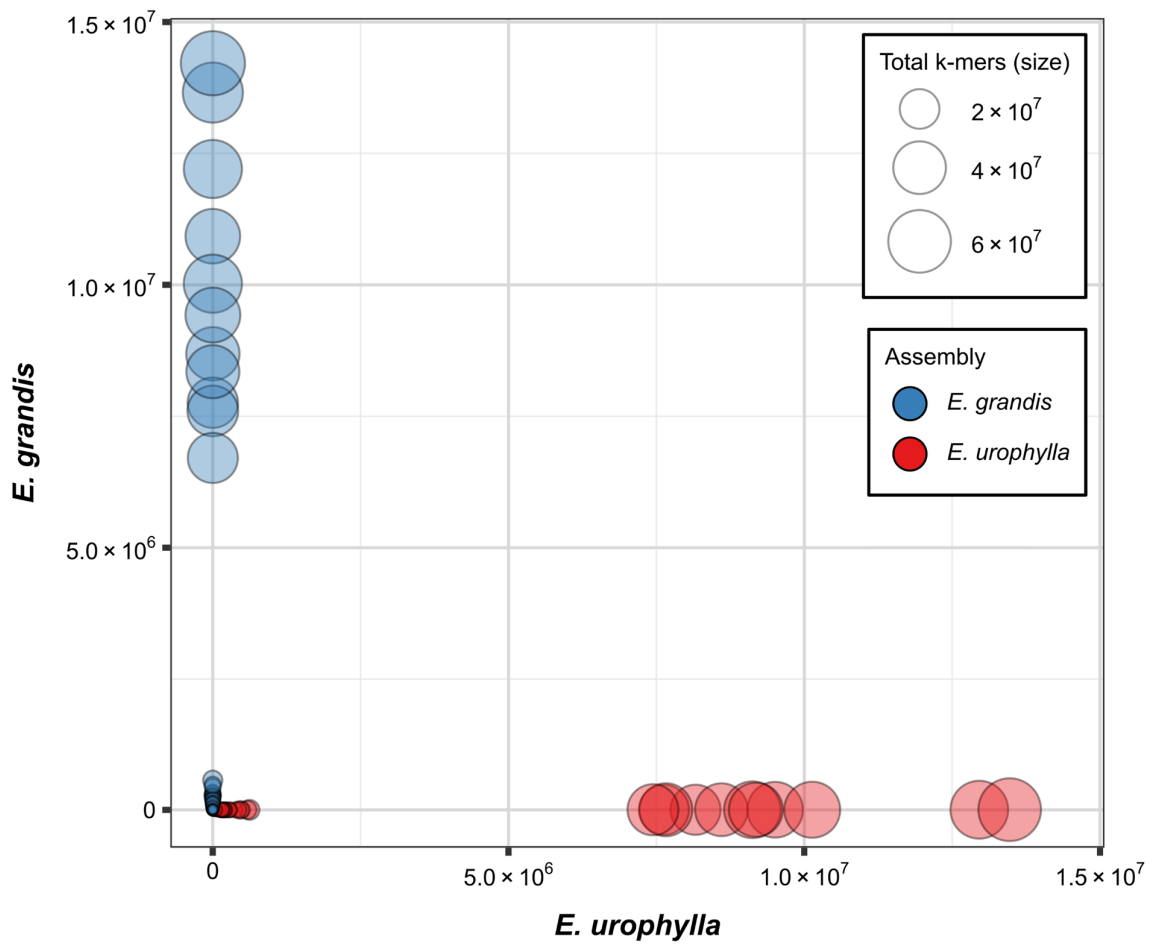 1.5 × 10⁷
1.0 × 10⁷
5.0 × 10⁶
0
E. grandis
Total k-mers (size)
2 × 10⁷
4 × 10⁷
6 × 10⁷
Assembly
E. grandis
E. urophylla
0
5.0 × 10⁶
1.0 × 10⁷
1.5 × 10⁷
E. urophylla